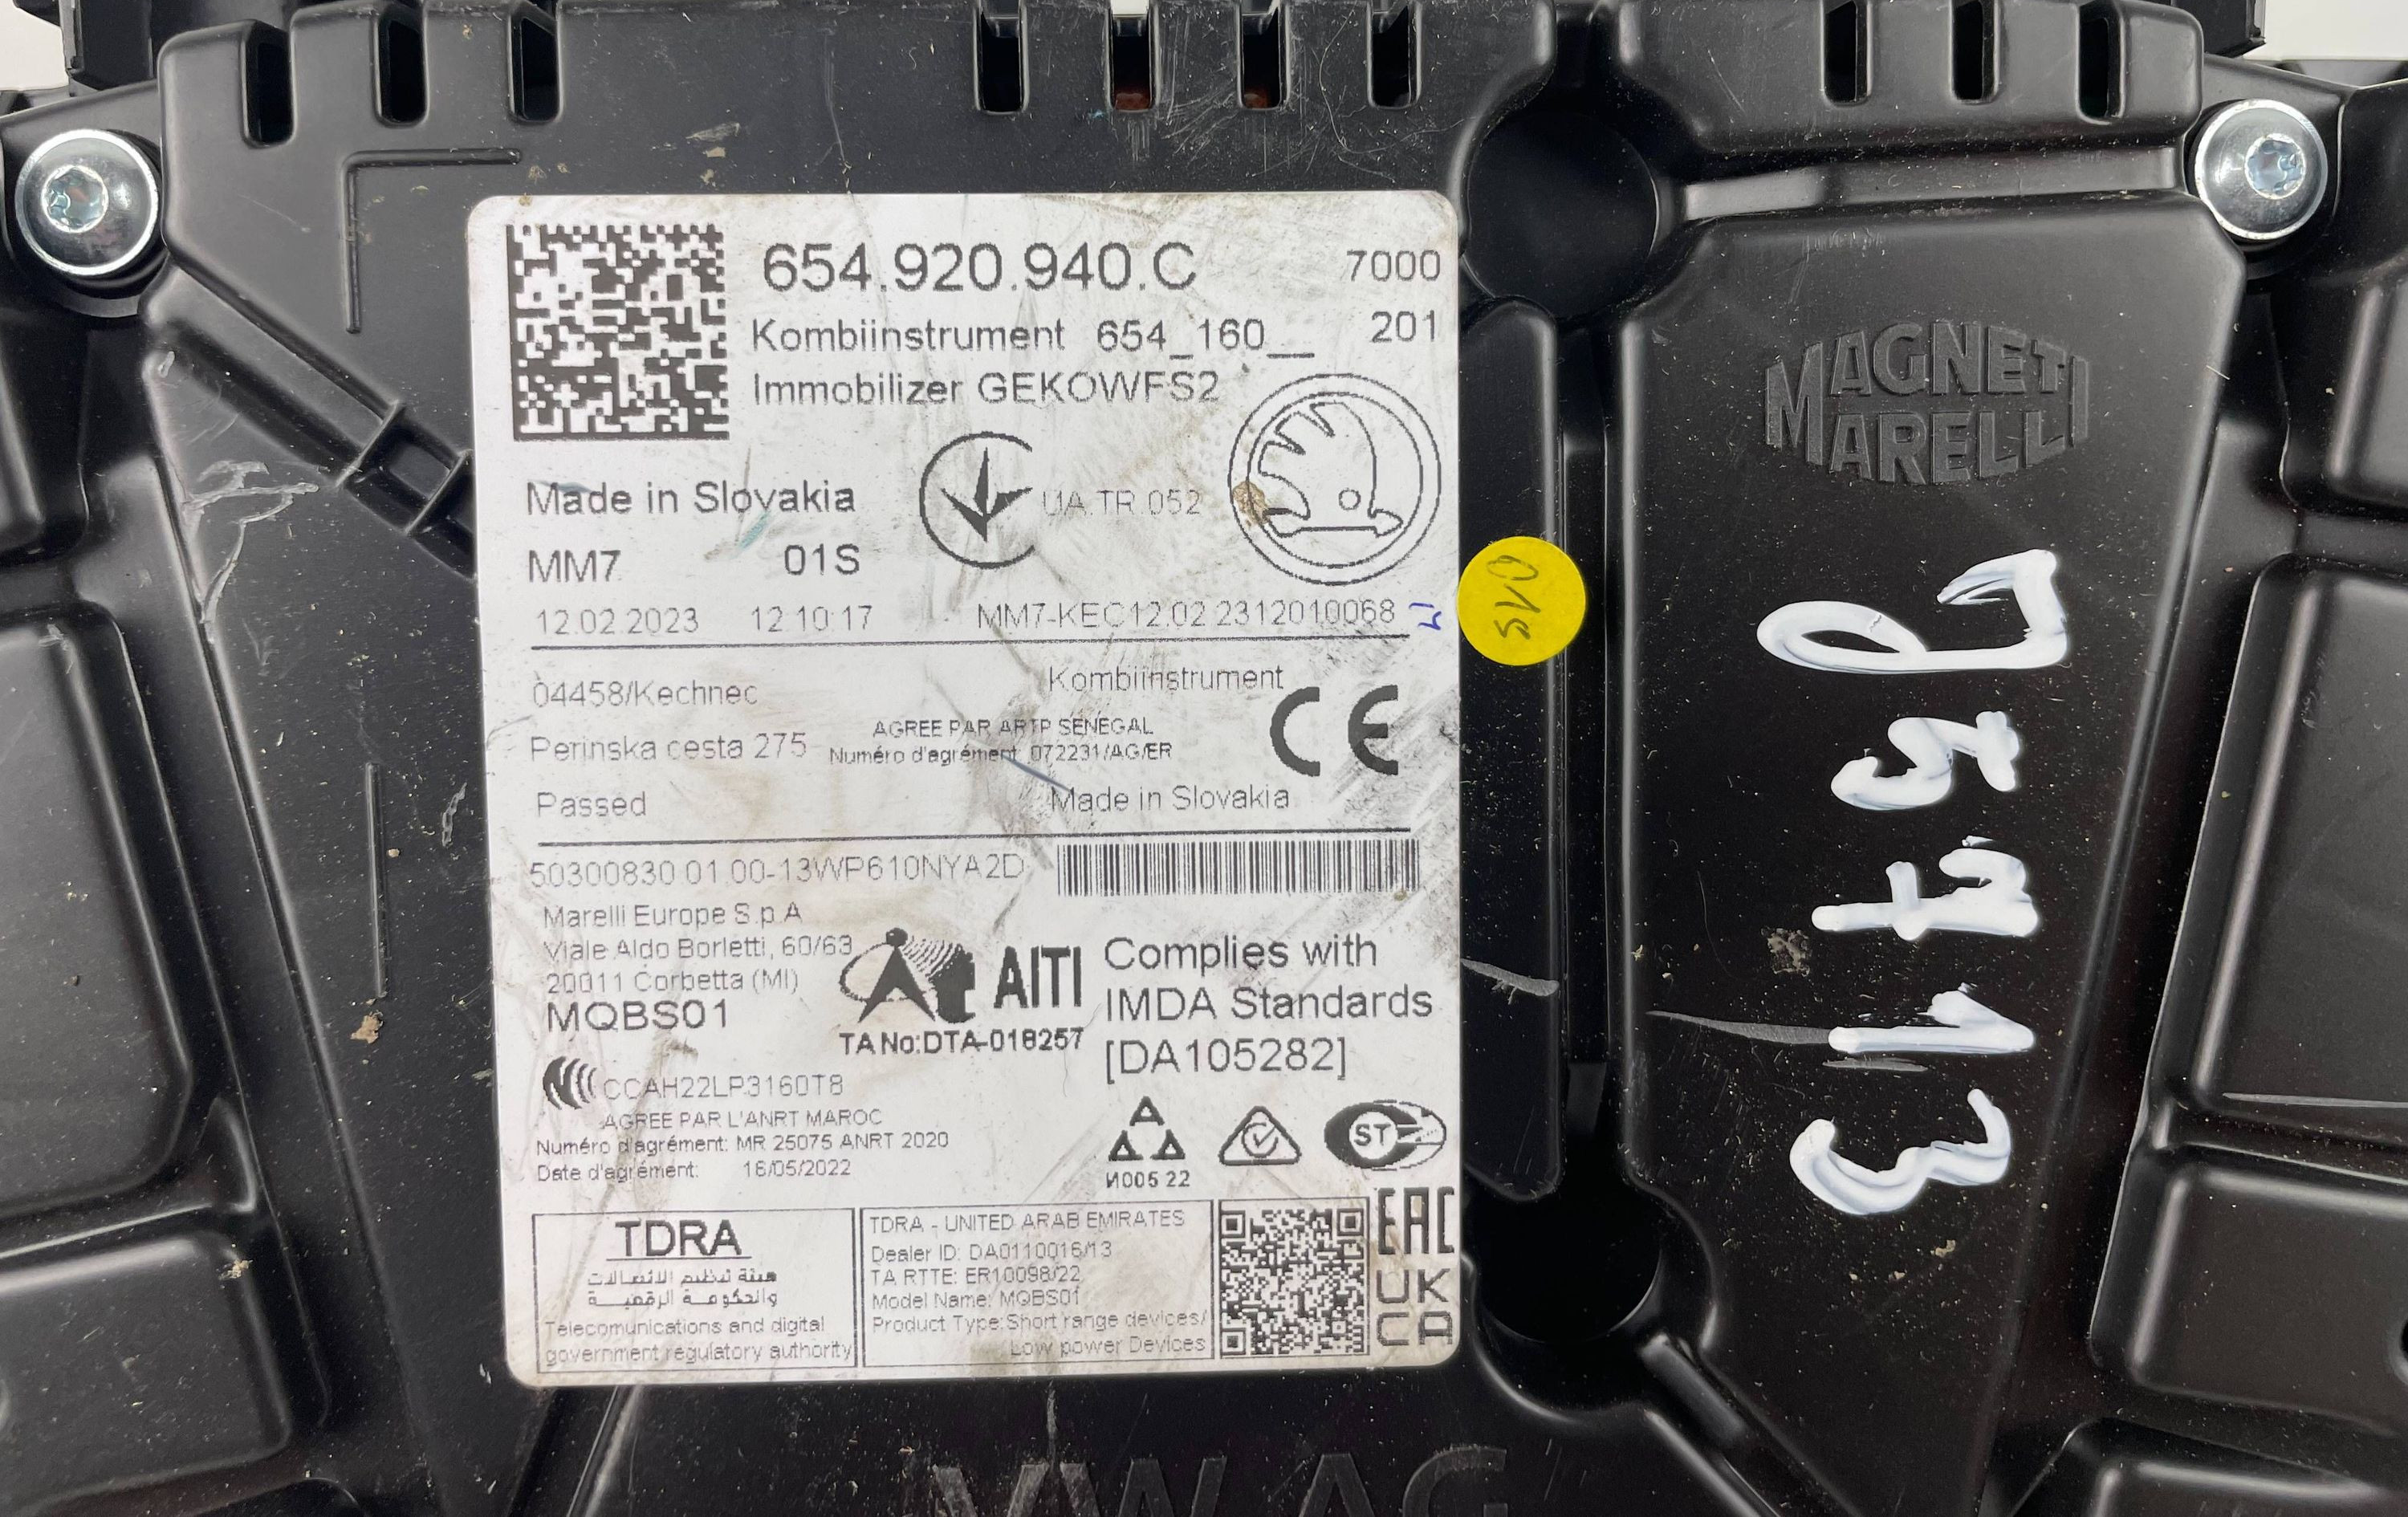 654.920.940.C 7000
Kombiinstrument 654_160__ 201
Immobilizer GEKOWFS2
Made in Slovakia UA.TR.052
MM7 01S
12.02.2023 12:10:17 MM7-KEC12.02.2312010068
04458/Kechnec Kombiinstrument
AGREE PAR ARTP SENEGAL
CE
Perinska cesta 275 Numéro d'agrément 072231/AG/ER
Passed Made in Slovakia
50300830 01.00-13WP610NYA2D
Marelli Europe S.p.A
Viale Aldo Borletti, 60/63
20011 Corbetta (MI)
MQBS01
AITI
TA No:DTA-018257
Complies with
IMDA Standards
[DA105282]
CCAH22LP3160T8
AGREE PAR L'ANRT MAROC
Numéro d'agrément: MR 25075 ANRT 2020
Date d'agrément: 16/05/2022
И005 22
ST
TDRA
هيئة تنظيم الاتصالات
والحكومة الرقمية
Telecomunications and digital
government regulatory authority
TDRA - UNITED ARAB EMIRATES
Dealer ID: DA0110016/13
TA RTTE: ER10098/22
Model Name: MQBS01
Product Type:Short range devices/
Low power Devices
EAC
UK
CA
01S
MAGNETI
MARELLI
VW AG